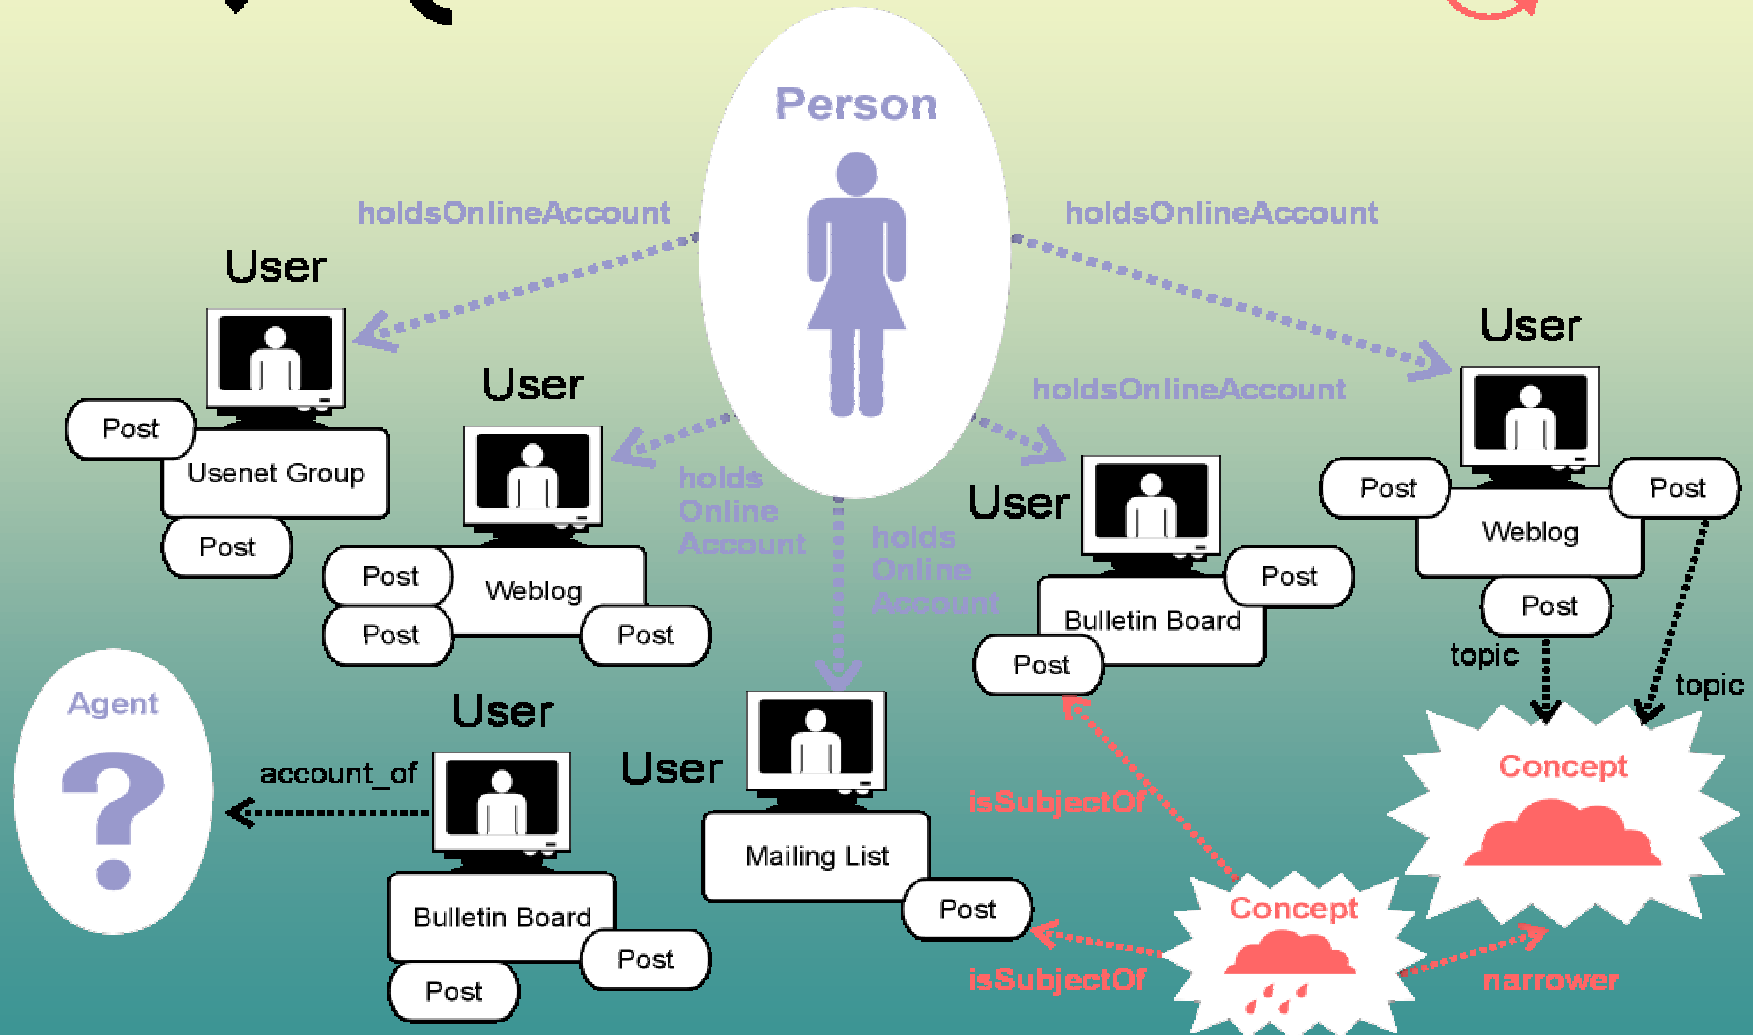 Person
holdsOnlineAccount
holdsOnlineAccount
User
User
User
holdsOnlineAccount
Post
Usenet Group
Post
holds
Online
Account
User
Post
Post
Weblog
Post
holds
Online
Account
Post
Weblog
Post
Post
Post
Bulletin Board
Post
Post
topic
topic
Agent
User
account_of
User
Concept
isSubjectOf
Mailing List
Post
Concept
Bulletin Board
Post
Post
isSubjectOf
narrower